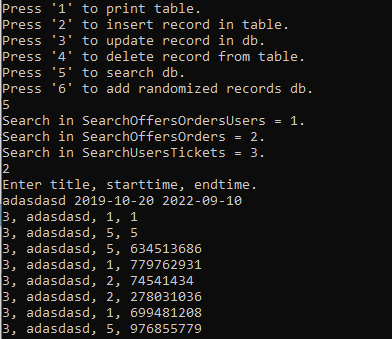 Press '1' to print table.
Press '2' to insert record in table.
Press '3' to update record in db.
Press '4' to delete record from table.
Press '5' to search db.
Press '6' to add randomized records db.
5
Search in SearchOffersOrdersUsers = 1.
Search in SearchOffersOrders = 2.
Search in SearchUsersTickets = 3.
2
Enter title, starttime, endtime.
adasdasd 2019-10-20 2022-09-10
3, adasdasd, 1, 1
3, adasdasd, 5, 5
3, adasdasd, 5, 634513686
3, adasdasd, 1, 779762931
3, adasdasd, 2, 74541434
3, adasdasd, 2, 278031036
3, adasdasd, 1, 699481208
3, adasdasd, 5, 976855779